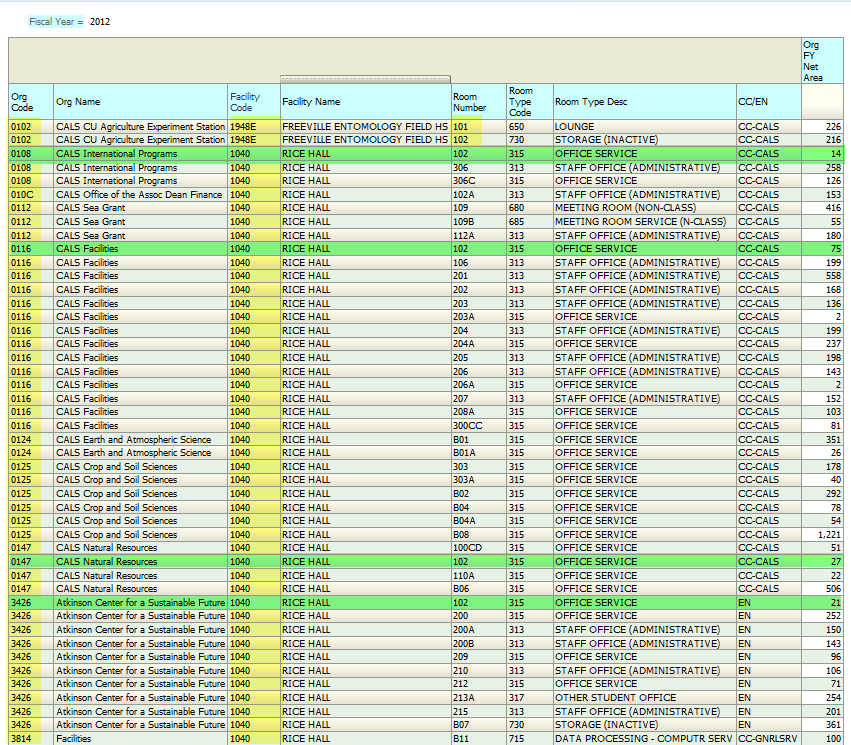 Fiscal Year = 2012
Org FY Net Area
Org Code Org Name Facility Code Facility Name Room Number Room Type Code Room Type Desc CC/EN
0102 CALS CU Agriculture Experiment Station 1948E FREEVILLE ENTOMOLOGY FIELD HS 101 650 LOUNGE CC-CALS 226
0102 CALS CU Agriculture Experiment Station 1948E FREEVILLE ENTOMOLOGY FIELD HS 102 730 STORAGE (INACTIVE) CC-CALS 216
0108 CALS International Programs 1040 RICE HALL 102 315 OFFICE SERVICE CC-CALS 14
0108 CALS International Programs 1040 RICE HALL 306 313 STAFF OFFICE (ADMINISTRATIVE) CC-CALS 258
0108 CALS International Programs 1040 RICE HALL 306C 315 OFFICE SERVICE CC-CALS 126
010C CALS Office of the Assoc Dean Finance 1040 RICE HALL 102A 313 STAFF OFFICE (ADMINISTRATIVE) CC-CALS 153
0112 CALS Sea Grant 1040 RICE HALL 109 680 MEETING ROOM (NON-CLASS) CC-CALS 416
0112 CALS Sea Grant 1040 RICE HALL 109B 685 MEETING ROOM SERVICE (N-CLASS) CC-CALS 55
0112 CALS Sea Grant 1040 RICE HALL 112A 313 STAFF OFFICE (ADMINISTRATIVE) CC-CALS 180
0116 CALS Facilities 1040 RICE HALL 102 315 OFFICE SERVICE CC-CALS 75
0116 CALS Facilities 1040 RICE HALL 106 313 STAFF OFFICE (ADMINISTRATIVE) CC-CALS 199
0116 CALS Facilities 1040 RICE HALL 201 313 STAFF OFFICE (ADMINISTRATIVE) CC-CALS 558
0116 CALS Facilities 1040 RICE HALL 202 313 STAFF OFFICE (ADMINISTRATIVE) CC-CALS 168
0116 CALS Facilities 1040 RICE HALL 203 313 STAFF OFFICE (ADMINISTRATIVE) CC-CALS 136
0116 CALS Facilities 1040 RICE HALL 203A 315 OFFICE SERVICE CC-CALS 2
0116 CALS Facilities 1040 RICE HALL 204 313 STAFF OFFICE (ADMINISTRATIVE) CC-CALS 199
0116 CALS Facilities 1040 RICE HALL 204A 315 OFFICE SERVICE CC-CALS 237
0116 CALS Facilities 1040 RICE HALL 205 313 STAFF OFFICE (ADMINISTRATIVE) CC-CALS 198
0116 CALS Facilities 1040 RICE HALL 206 313 STAFF OFFICE (ADMINISTRATIVE) CC-CALS 143
0116 CALS Facilities 1040 RICE HALL 206A 315 OFFICE SERVICE CC-CALS 2
0116 CALS Facilities 1040 RICE HALL 207 313 STAFF OFFICE (ADMINISTRATIVE) CC-CALS 152
0116 CALS Facilities 1040 RICE HALL 208A 315 OFFICE SERVICE CC-CALS 103
0116 CALS Facilities 1040 RICE HALL 300CC 315 OFFICE SERVICE CC-CALS 81
0124 CALS Earth and Atmospheric Science 1040 RICE HALL B01 315 OFFICE SERVICE CC-CALS 351
0124 CALS Earth and Atmospheric Science 1040 RICE HALL B01A 315 OFFICE SERVICE CC-CALS 26
0125 CALS Crop and Soil Sciences 1040 RICE HALL 303 315 OFFICE SERVICE CC-CALS 178
0125 CALS Crop and Soil Sciences 1040 RICE HALL 303A 315 OFFICE SERVICE CC-CALS 40
0125 CALS Crop and Soil Sciences 1040 RICE HALL B02 315 OFFICE SERVICE CC-CALS 292
0125 CALS Crop and Soil Sciences 1040 RICE HALL B04 315 OFFICE SERVICE CC-CALS 78
0125 CALS Crop and Soil Sciences 1040 RICE HALL B04A 315 OFFICE SERVICE CC-CALS 54
0125 CALS Crop and Soil Sciences 1040 RICE HALL B08 315 OFFICE SERVICE CC-CALS 1,221
0147 CALS Natural Resources 1040 RICE HALL 100CD 315 OFFICE SERVICE CC-CALS 51
0147 CALS Natural Resources 1040 RICE HALL 102 315 OFFICE SERVICE CC-CALS 27
0147 CALS Natural Resources 1040 RICE HALL 110A 315 OFFICE SERVICE CC-CALS 22
0147 CALS Natural Resources 1040 RICE HALL B06 315 OFFICE SERVICE CC-CALS 506
3426 Atkinson Center for a Sustainable Future 1040 RICE HALL 102 315 OFFICE SERVICE EN 21
3426 Atkinson Center for a Sustainable Future 1040 RICE HALL 200 315 OFFICE SERVICE EN 252
3426 Atkinson Center for a Sustainable Future 1040 RICE HALL 200A 313 STAFF OFFICE (ADMINISTRATIVE) EN 150
3426 Atkinson Center for a Sustainable Future 1040 RICE HALL 200B 313 STAFF OFFICE (ADMINISTRATIVE) EN 143
3426 Atkinson Center for a Sustainable Future 1040 RICE HALL 209 315 OFFICE SERVICE EN 96
3426 Atkinson Center for a Sustainable Future 1040 RICE HALL 210 313 STAFF OFFICE (ADMINISTRATIVE) EN 106
3426 Atkinson Center for a Sustainable Future 1040 RICE HALL 212 315 OFFICE SERVICE EN 71
3426 Atkinson Center for a Sustainable Future 1040 RICE HALL 213A 317 OTHER STUDENT OFFICE EN 254
3426 Atkinson Center for a Sustainable Future 1040 RICE HALL 215 313 STAFF OFFICE (ADMINISTRATIVE) EN 201
3426 Atkinson Center for a Sustainable Future 1040 RICE HALL B07 730 STORAGE (INACTIVE) EN 361
3814 Facilities 1040 RICE HALL B11 715 DATA PROCESSING - COMPUTR SERV CC-GNRLSRV 100